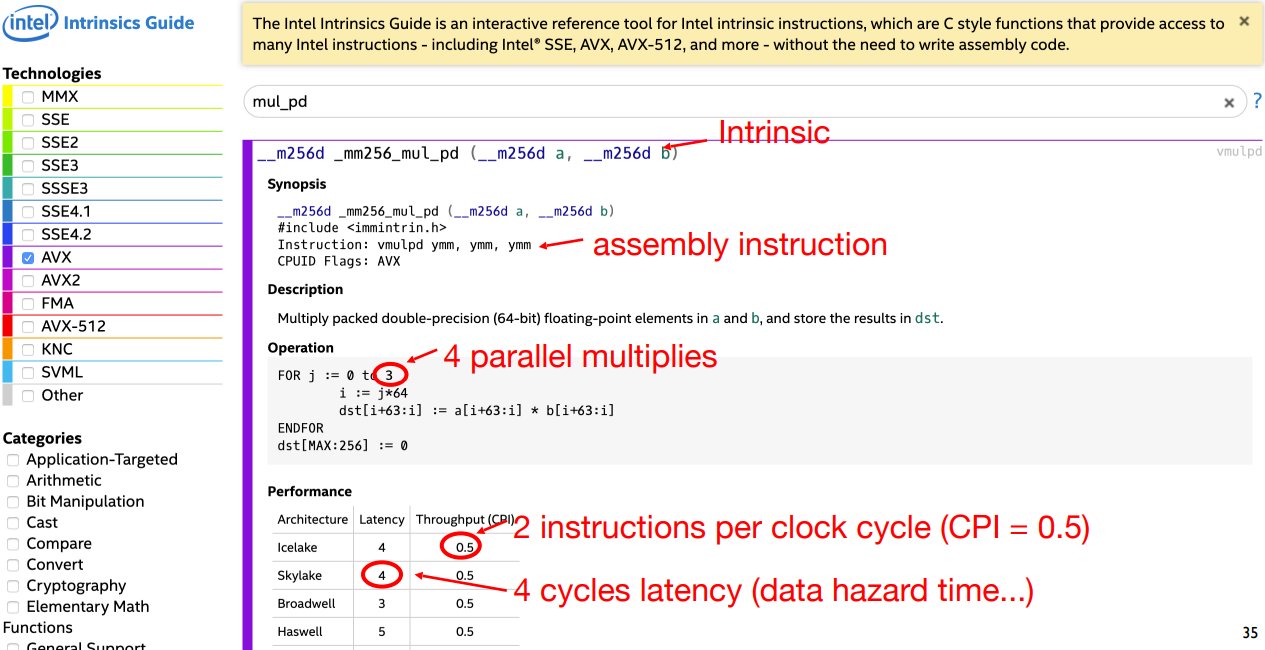 intel Intrinsics Guide
The Intel Intrinsics Guide is an interactive reference tool for Intel intrinsic instructions, which are C style functions that provide access to
many Intel instructions - including Intel® SSE, AVX, AVX-512, and more - without the need to write assembly code.
Technologies
MMX
SSE
SSE2
SSE3
SSSE3
SSE4.1
SSE4.2
AVX
AVX2
FMA
AVX-512
KNC
SVML
Other
Categories
Application-Targeted
Arithmetic
Bit Manipulation
Cast
Compare
Convert
Cryptography
Elementary Math
Functions
General Support
mul_pd
?
Intrinsic
__m256d _mm256_mul_pd (__m256d a, __m256d b)
vmulpd
Synopsis
__m256d _mm256_mul_pd (__m256d a, __m256d b)
#include <immintrin.h>
Instruction: vmulpd ymm, ymm, ymm
assembly instruction
CPUID Flags: AVX
Description
Multiply packed double-precision (64-bit) floating-point elements in a and b, and store the results in dst.
Operation
4 parallel multiplies
FOR j := 0 to 3
i := j*64
dst[i+63:i] := a[i+63:i] * b[i+63:i]
ENDFOR
dst[MAX:256] := 0
Performance
Architecture Latency Throughput (CPI)
2 instructions per clock cycle (CPI = 0.5)
Icelake 4 0.5
Skylake 4 0.5
4 cycles latency (data hazard time...)
Broadwell 3 0.5
Haswell 5 0.5
35